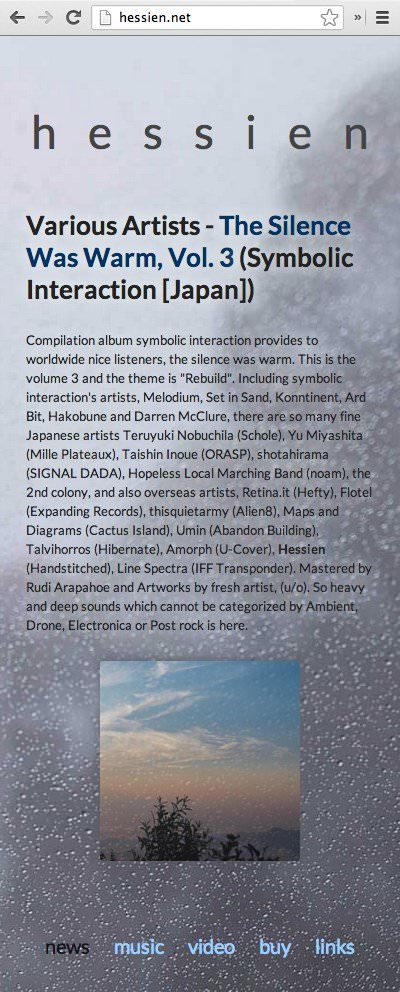 hessien.net
»
h e s s i e n
Various Artists - The Silence
Was Warm, Vol. 3 (Symbolic
Interaction [Japan])
Compilation album symbolic interaction provides to
worldwide nice listeners, the silence was warm. This is the
volume 3 and the theme is "Rebuild". Including symbolic
interaction's artists, Melodium, Set in Sand, Konntinent, Ard
Bit, Hakobune and Darren McClure, there are so many fine
Japanese artists Teruyuki Nobuchila (Schole), Yu Miyashita
(Mille Plateaux), Taishin Inoue (ORASP), shotahirama
(SIGNAL DADA), Hopeless Local Marching Band (noam), the
2nd colony, and also overseas artists, Retina.it (Hefty), Flotel
(Expanding Records), thisquietarmy (Alien8), Maps and
Diagrams (Cactus Island), Umin (Abandon Building),
Talvihorros (Hibernate), Amorph (U-Cover), Hessien
(Handstitched), Line Spectra (IFF Transponder). Mastered by
Rudi Arapahoe and Artworks by fresh artist, (u/o). So heavy
and deep sounds which cannot be categorized by Ambient,
Drone, Electronica or Post rock is here.
news music video buy links